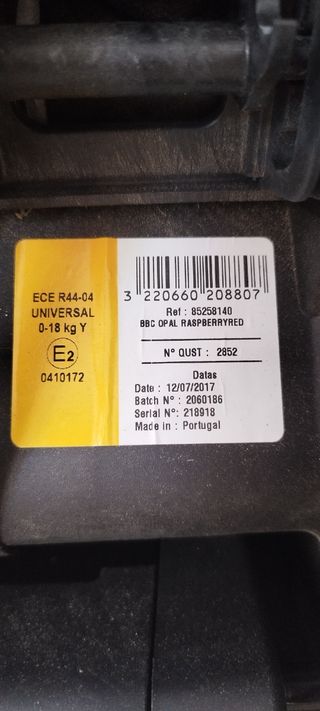 ECE R44-04
UNIVERSAL
0-18 kg Y
E2
0410172
3 220660 208807
Ref : 85258140
BBC OPAL RASPBERRYRED
N° QUST : 2852
Datas
Date : 12/07/2017
Batch N° : 2060186
Serial N° : 218918
Made in : Portugal